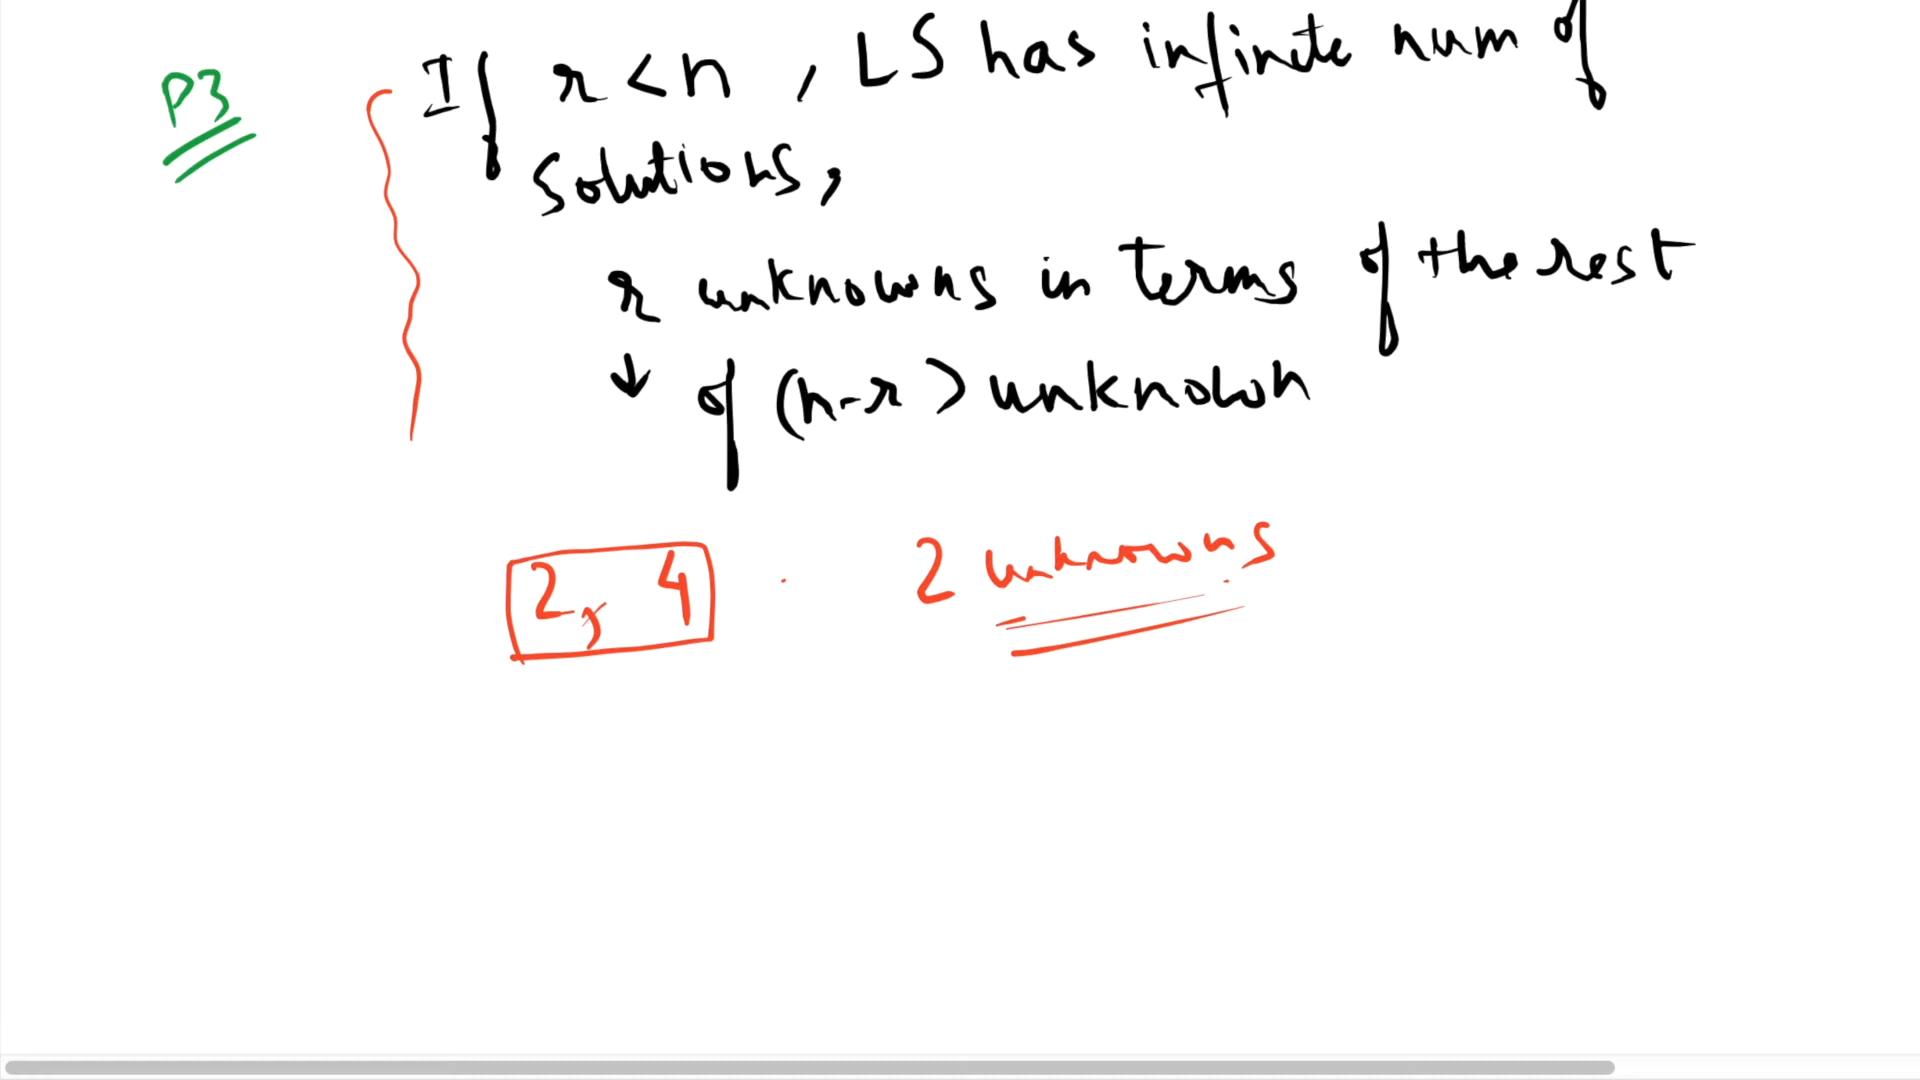 P3 If r < n, LS has infinite num of
solutions,
r unknowns in terms of the rest
↓ of (n-r) unknown
2, 4 . 2 unknowns